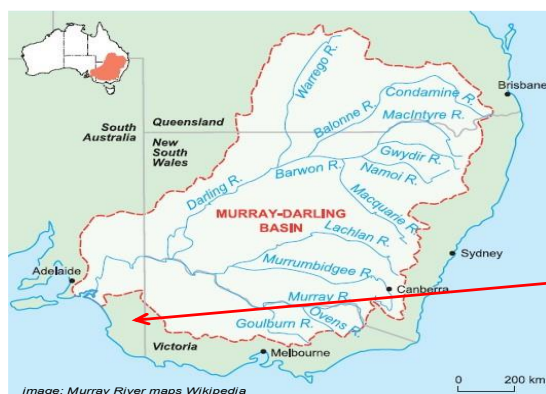 Warrego R.
Condamine R.
Brisbane
Balonne R.
MacIntyre R.
South
Australia
Queensland
New
South
Wales
Gwydir R.
Darling R.
Barwon R.
Namoi R.
MURRAY-DARLING
BASIN
Macquarie R.
Lachlan R.
Sydney
Adelaide
Murrumbidgee R.
Canberra
Murray R.
Ovens R.
Goulburn R.
Victoria
Melbourne
0 200 km
image: Murray River maps Wikipedia